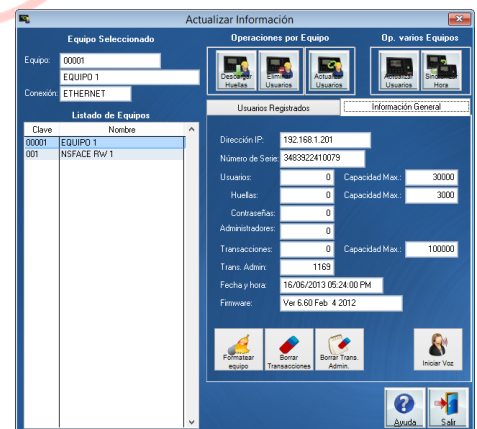 Actualizar Información
Equipo Seleccionado
Equipo: 00001
EQUIPO 1
Conexión: ETHERNET
Listado de Equipos
Clave Nombre
00001 EQUIPO 1
001 NSFACE RW 1
Operaciones por Equipo
Op. varios Equipos
Descargar Huellas
Eliminar Usuarios
Actualizar Usuarios
Actualizar Usuarios
Hora
Usuarios Registrados
Información General
Dirección IP: 192.168.1.201
Número de Serie: 3483922410079
Usuarios: 0 Capacidad Max.: 30000
Huellas: 0 Capacidad Max.: 3000
Contraseñas: 0
Administradores: 0
Transacciones: 0 Capacidad Max.: 100000
Trans. Admin: 1169
Fecha y hora: 16/06/2013 05:24:00 PM
Firmware: Ver 6.60 Feb 4 2012
Formatear equipo
Borrar Transacciones
Borrar Trans. Admin.
Iniciar Voz
Ayuda
Salir